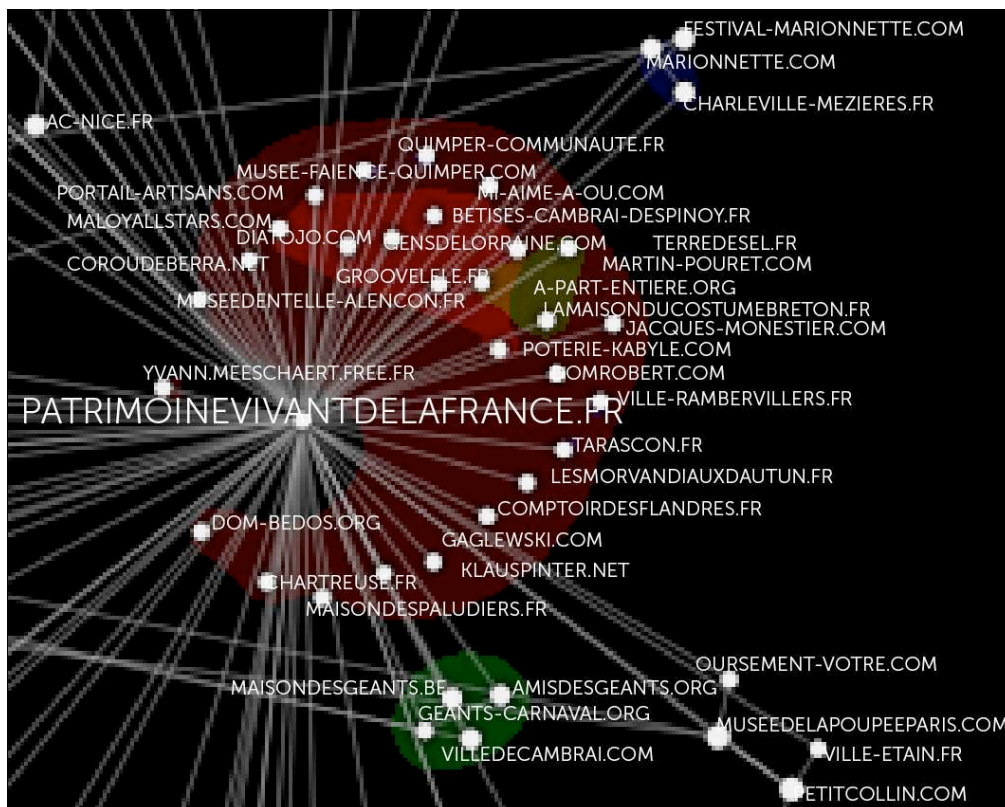 FESTIVAL-MARIONNETTE.COM
MARIONNETTE.COM
CHARLEVILLE-MEZIERES.FR
AC-NICE.FR
QUIMPER-COMMUNAUTE.FR
MUSEE-FAIENCE-QUIMPER.COM
PORTAIL-ARTISANS.COM
MI-AIME-A-OU.COM
MALOYALLSTARS.COM
BETISES-CAMBRAI-DESPINOY.FR
DIATOJO.COM
GENSDELORRAINE.COM
TERREDESEL.FR
COROUDEBERRA.NET
MARTIN-POURET.COM
GROOVELELE.FR
A-PART-ENTIERE.ORG
MUSEEDENTELLE-ALENCON.FR
LAMAISONDUCOSTUMEBRETON.FR
JACQUES-MONESTIER.COM
POTERIE-KABYLE.COM
YVANN.MEESCHAERT.FREE.FR
DOMROBERT.COM
VILLE-RAMBERVILLERS.FR
PATRIMOINEVIVANTDELAFRANCE.FR
TARASCON.FR
LESMORVANDIAUXDAUTUN.FR
COMPTOIRDESFLANDRES.FR
DOM-BEDOS.ORG
GAGLEWSKI.COM
KLAUSPINTER.NET
CHARTREUSE.FR
MAISONDESPALUDIERS.FR
OURSEMENT-VOTRE.COM
MAISONDESGEANTS.BE
AMISDESGEANTS.ORG
GEANTS-CARNAVAL.ORG
MUSEEDELAPOUPEEPARIS.COM
VILLEDECAMBRAI.COM
VILLE-ETAIN.FR
PETITCOLLIN.COM